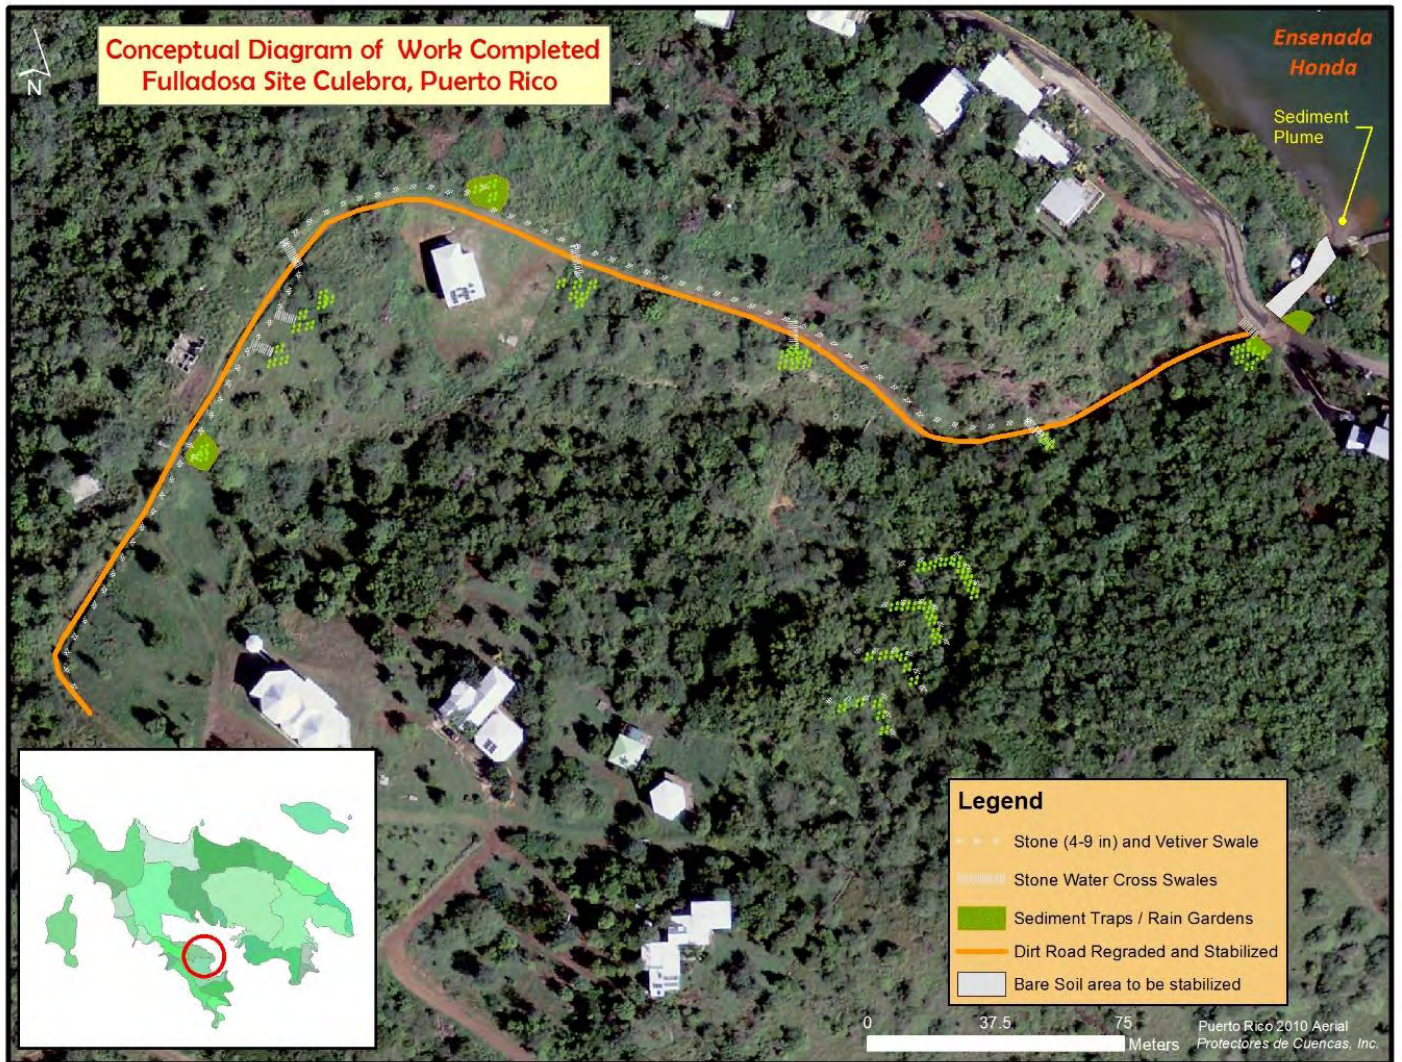 Conceptual Diagram of Work Completed
Fulladosa Site Culebra, Puerto Rico
N
Ensenada
Honda
Sediment
Plume
Legend
Stone (4-9 in) and Vetiver Swale
Stone Water Cross Swales
Sediment Traps / Rain Gardens
Dirt Road Regraded and Stabilized
Bare Soil area to be stabilized
0 37.5 75
Meters
Puerto Rico 2010 Aerial
Protectores de Cuencas, Inc.